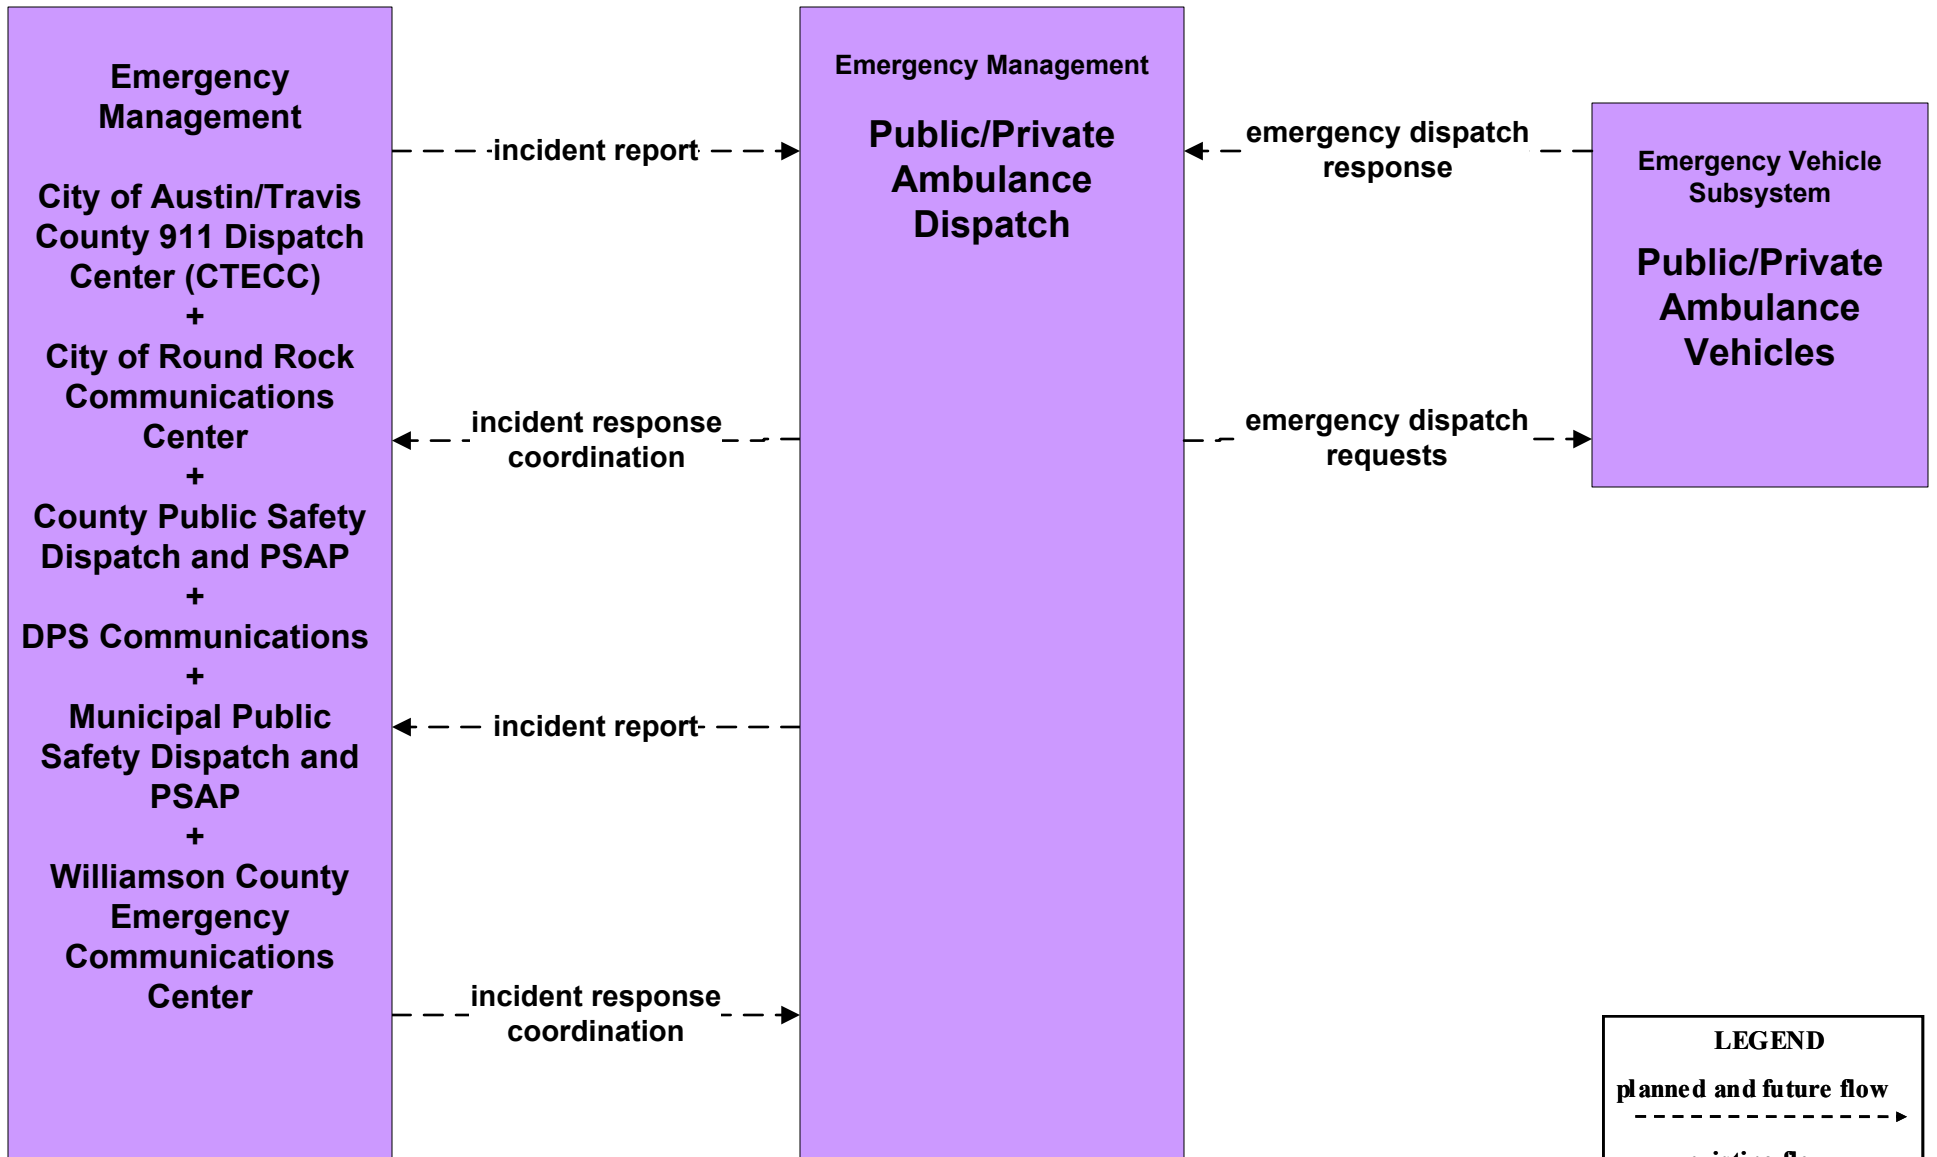 Emergency
Management
City of Austin/Travis
County 911 Dispatch
Center (CTECC)
+
City of Round Rock
Communications
Center
+
County Public Safety
Dispatch and PSAP
+
DPS Communications
+
Municipal Public
Safety Dispatch and
PSAP
+
Williamson County
Emergency
Communications
Center
incident report
incident response
coordination
incident report
incident response
coordination
Emergency Management
Public/Private
Ambulance
Dispatch
emergency dispatch
response
emergency dispatch
requests
Emergency Vehicle
Subsystem
Public/Private
Ambulance
Vehicles
LEGEND
planned and future flow